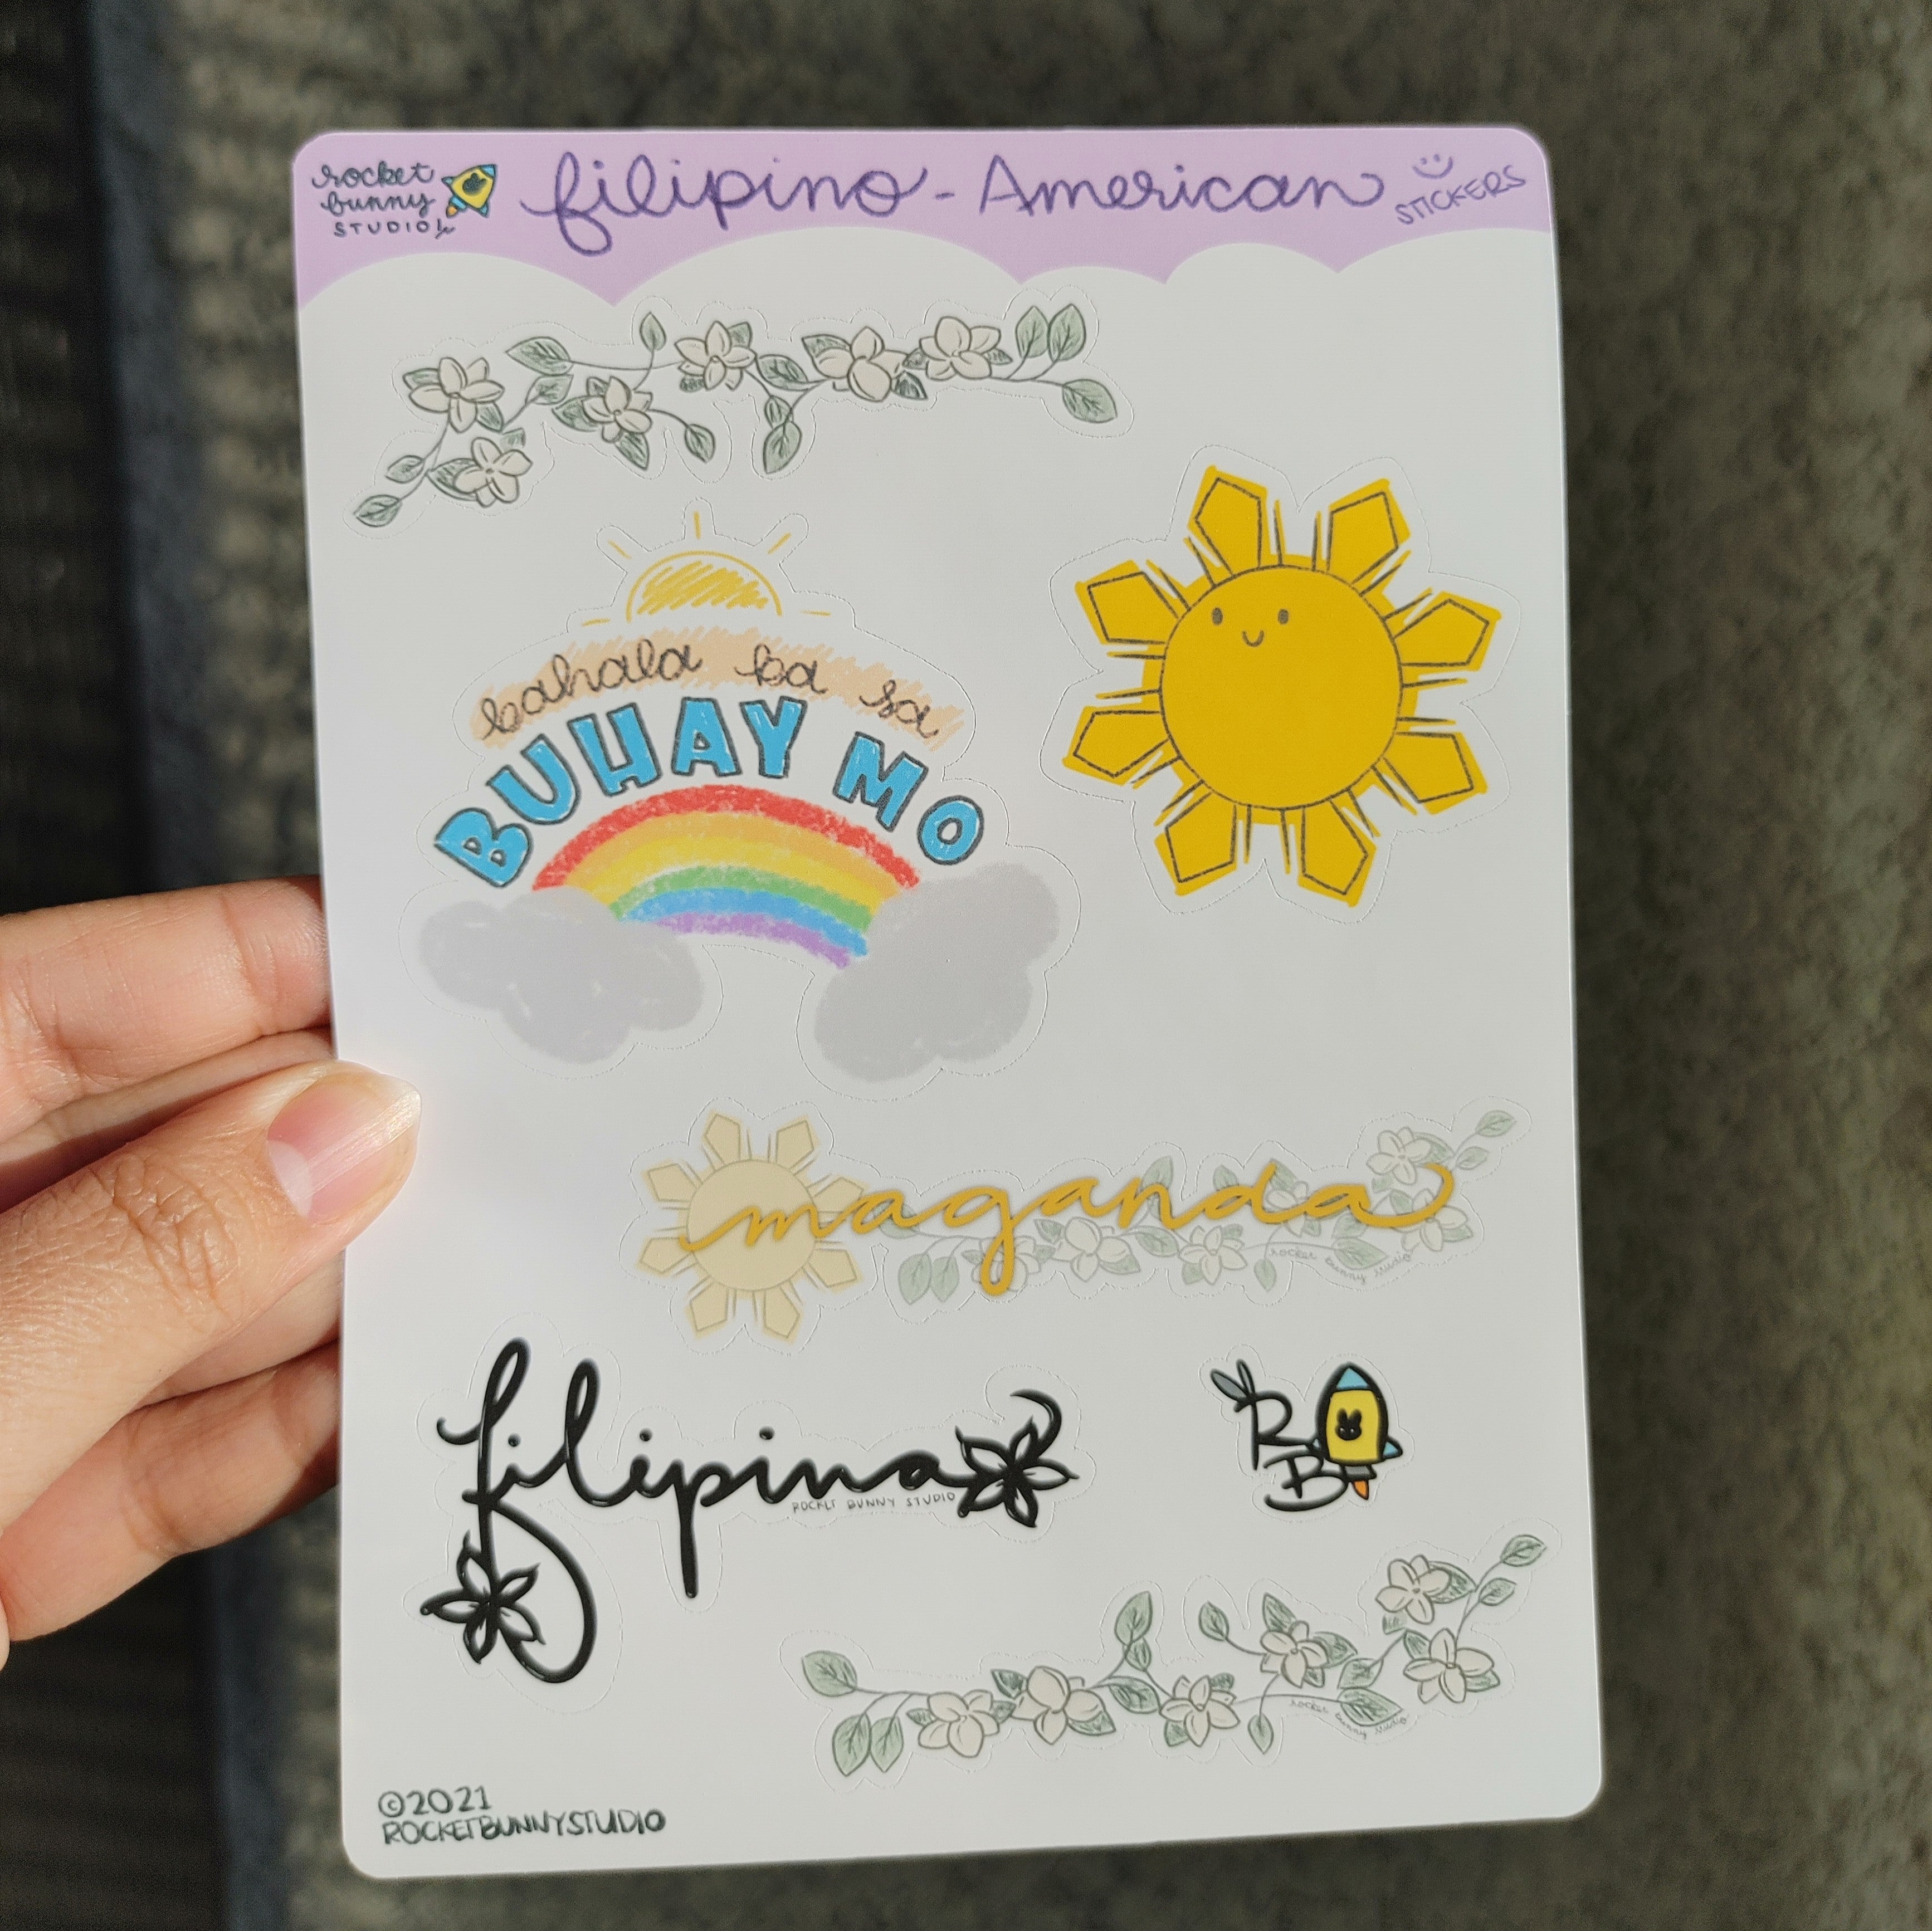 rocket
bunny
STUDIO
filipino-American
STICKERS
bahala ka sa
BUHAY MO
maganda
rocket
bunny studio
filipina
ROCKET BUNNY STUDIO
R
B
rocket
bunny studio
©2021
ROCKETBUNNYSTUDIO